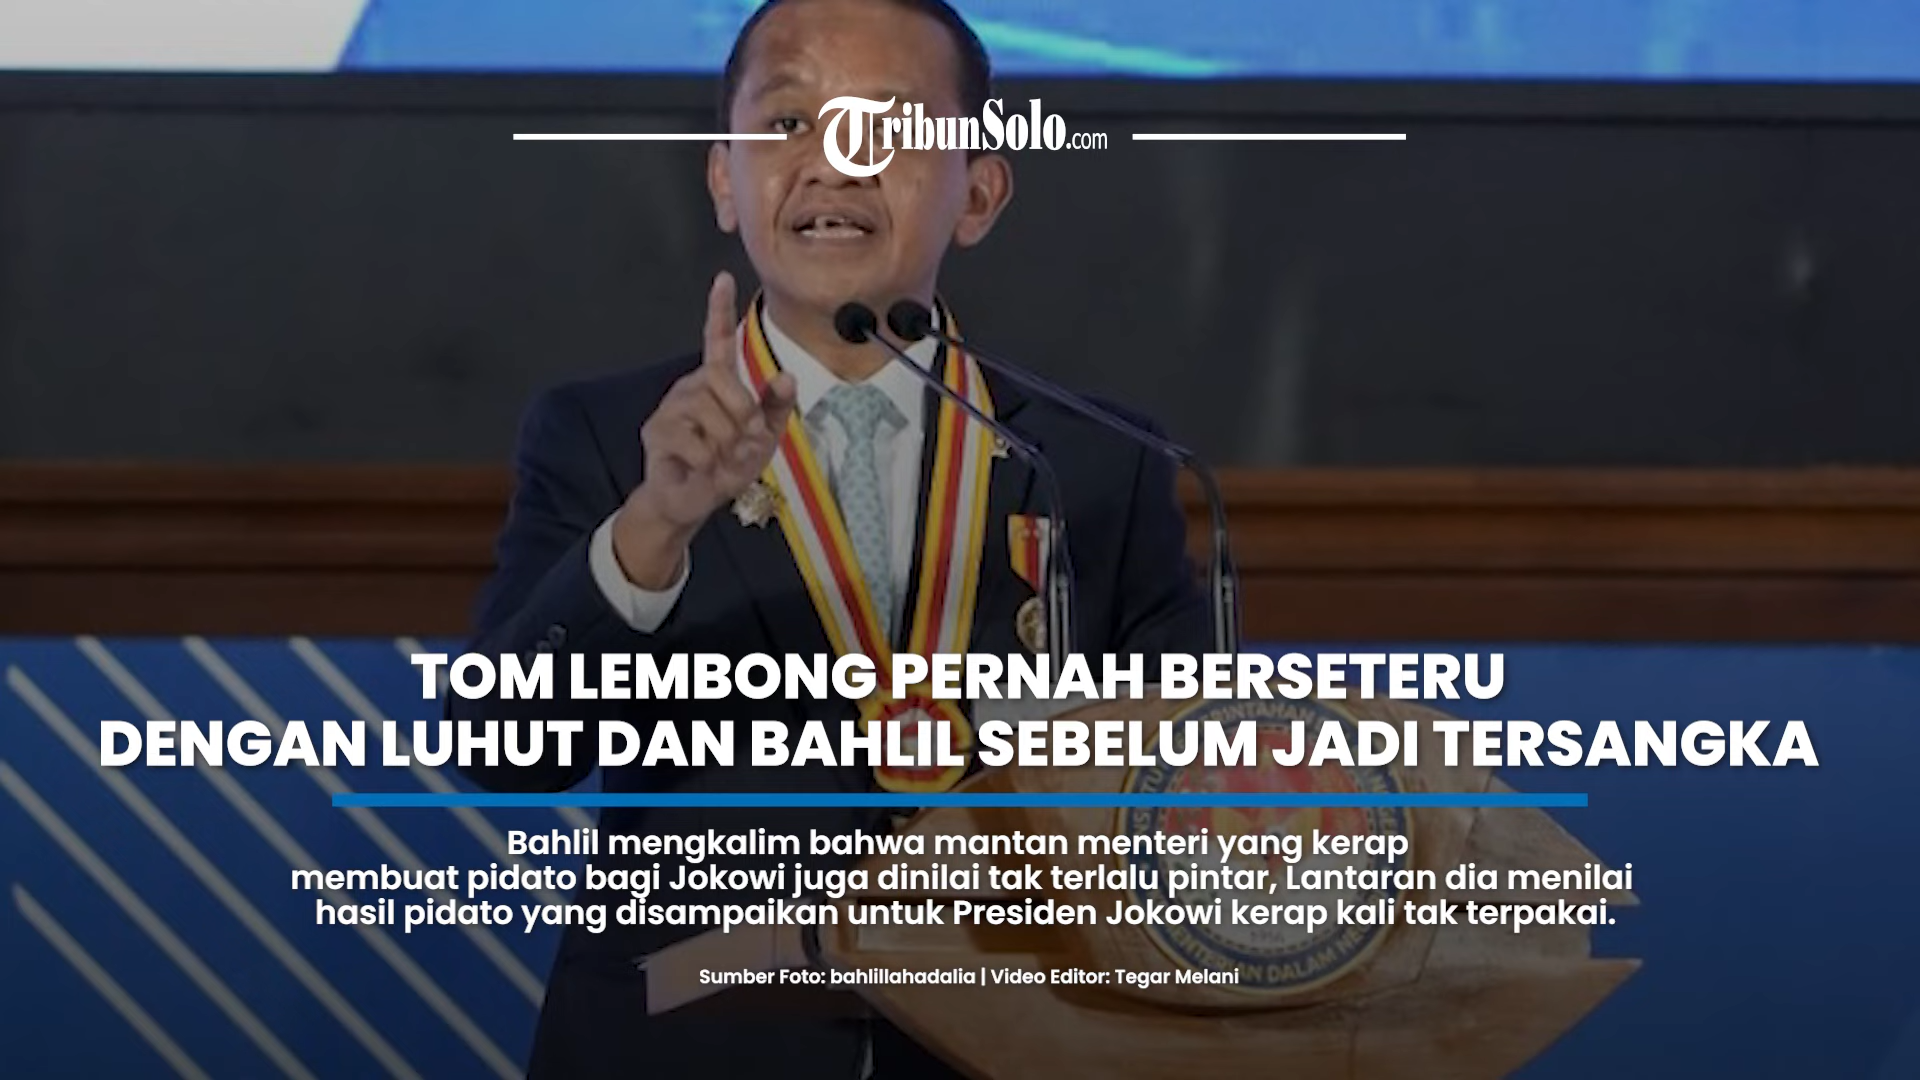 TribunSolo.com
TOM LEMBONG PERNAH BERSETERU
DENGAN LUHUT DAN BAHLIL SEBELUM JADI TERSANGKA
Bahlil mengkalim bahwa mantan menteri yang kerap
membuat pidato bagi Jokowi juga dinilai tak terlalu pintar, Lantaran dia menilai
hasil pidato yang disampaikan untuk Presiden Jokowi kerap kali tak terpakai.
Sumber Foto: bahlillahadalia | Video Editor: Tegar Melani